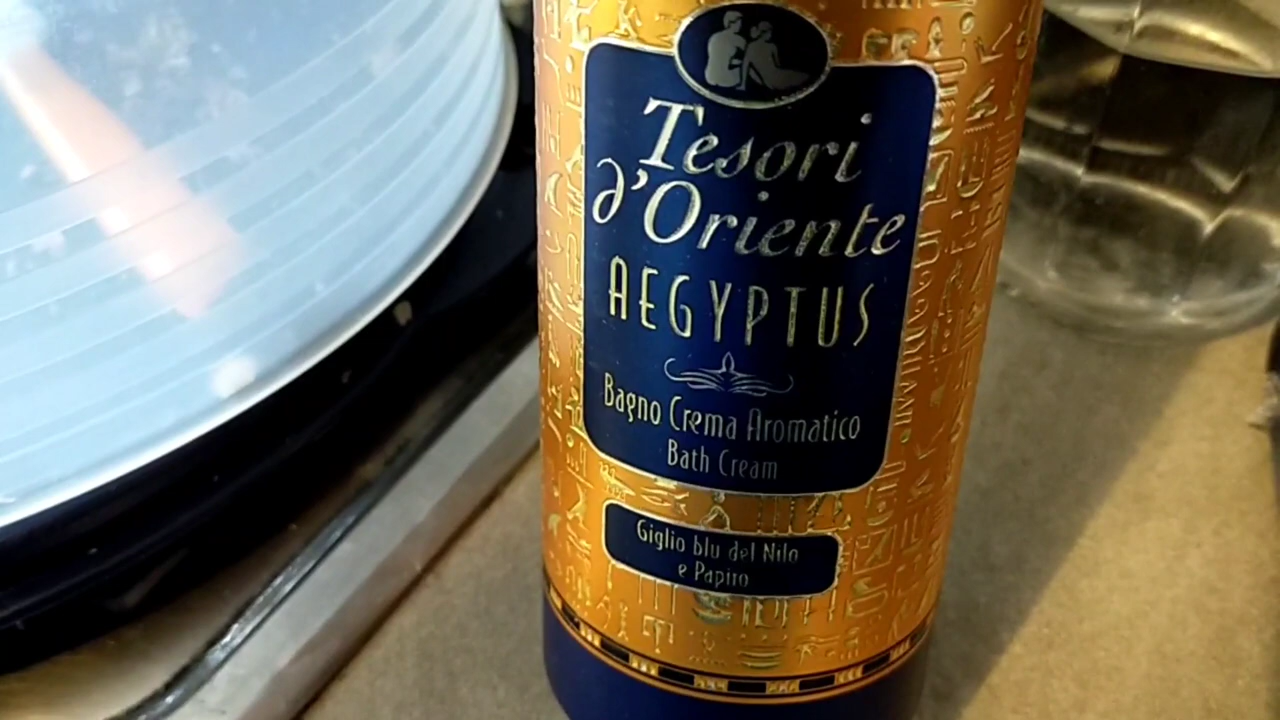 Tesori
d'Oriente
AEGYPTUS
Bagno Crema Aromatico
Bath Cream
Giglio blu del Nilo
e Papiro